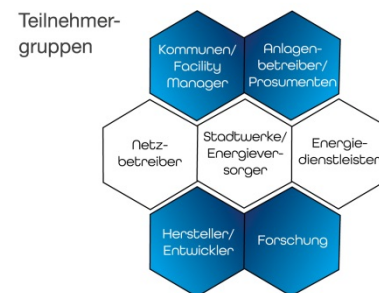 Teilnehmer-
gruppen
Kommunen/
Facility
Manager
Anlagen-
betreiber/
Prosumenten
Netz-
betreiber
Stadtwerke/
Energiever-
sorger
Energie-
dienstleister
Hersteller/
Entwickler
Forschung